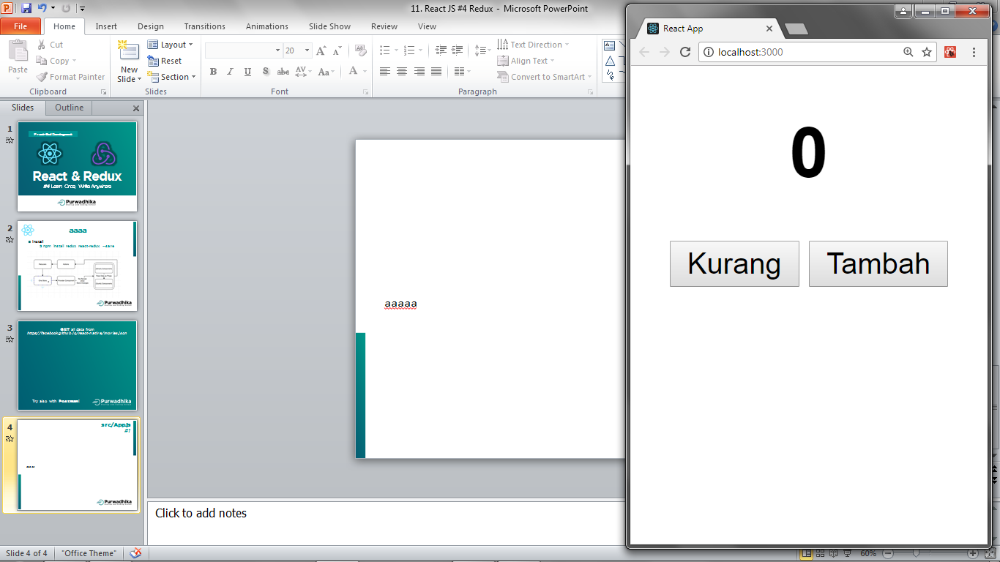 11. React JS #4 Redux - Microsoft PowerPoint
File Home Insert Design Transitions Animations Slide Show Review View
Paste
Cut
Copy
Format Painter
Clipboard
New Slide
Layout
Reset
Section
Slides
20
B I U S abc AV Aa A
Font
Text Direction
Align Text
Convert to SmartArt
Paragraph
Slides Outline
1
React & Redux
#4 Learn Once, Write Anywhere
Purwadhika
2
aaaa
Install
$ npm install redux react-redux --save
Purwadhika
3
GET all data from
https://facebook.github.io/react-native/movies.json
Try also with Postman!
Purwadhika
4
src/App.js
#1
Purwadhika
aaaaa
Click to add notes
Slide 4 of 4
"Office Theme"
60%
React App
localhost:3000
0
Kurang
Tambah